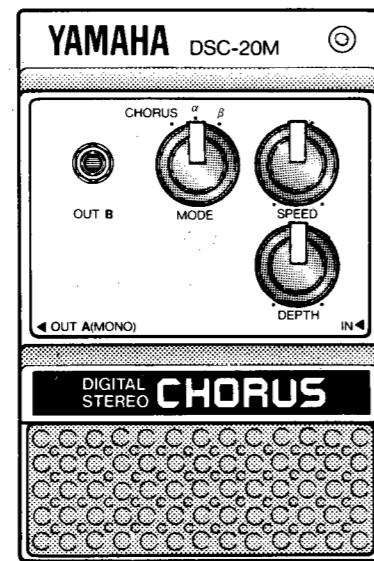 YAMAHA DSC-20M
CHORUS α β
OUT B
MODE
SPEED
DEPTH
◀ OUT A(MONO)
IN ◀
DIGITAL STEREO CHORUS